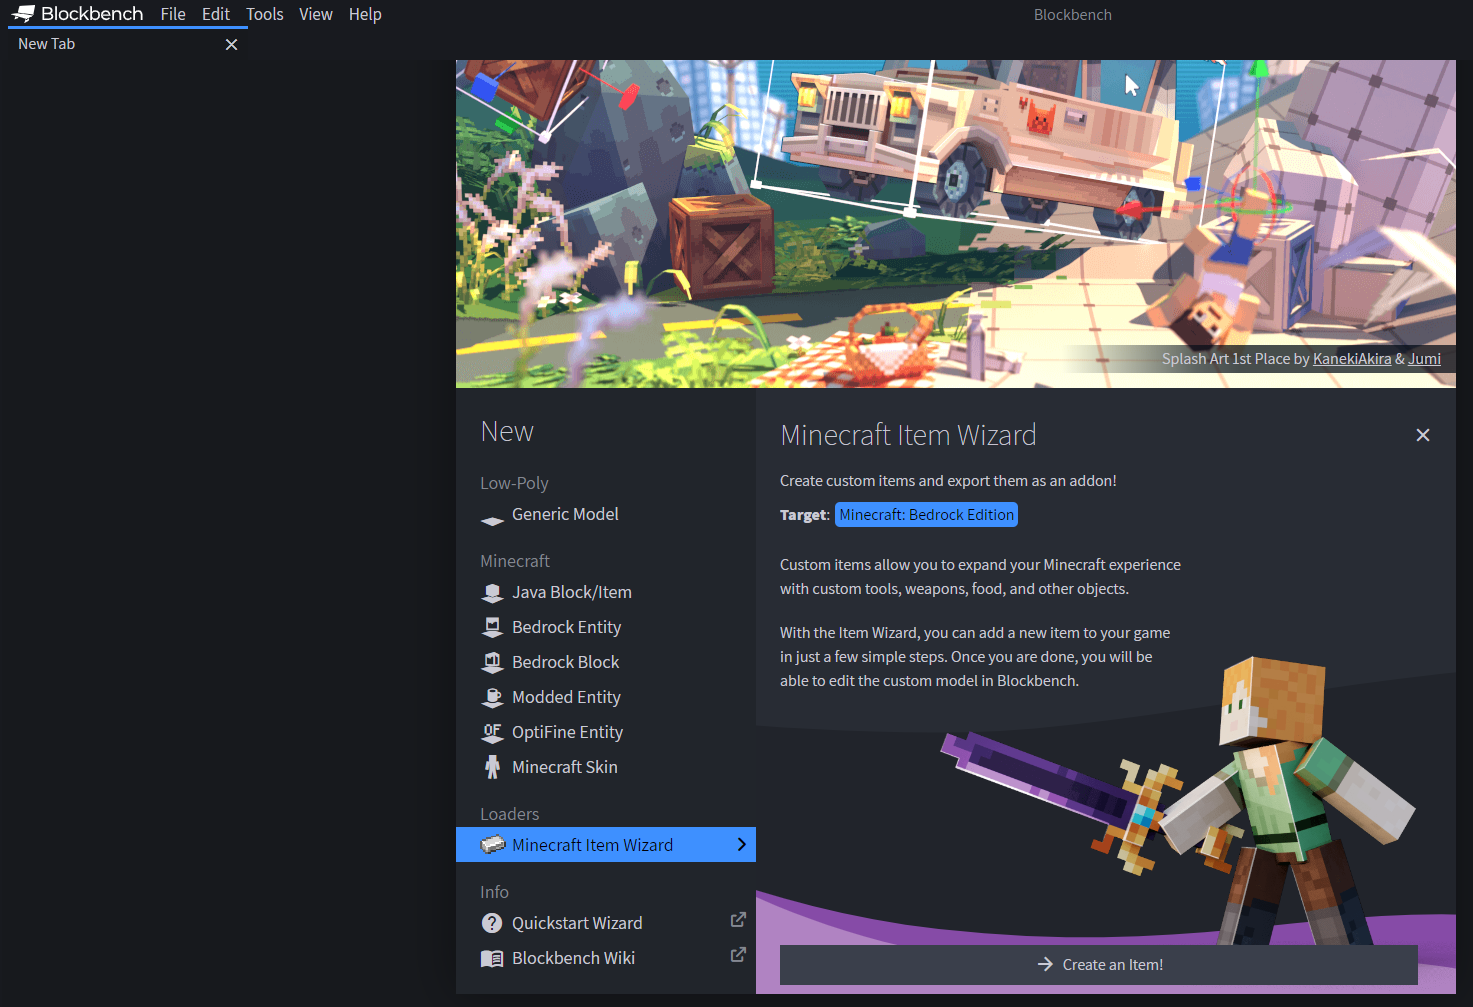 Blockbench File Edit Tools View Help Blockbench
New Tab
Splash Art 1st Place by KanekiAkira & Jumi
New
Low-Poly
Generic Model
Minecraft
Java Block/Item
Bedrock Entity
Bedrock Block
Modded Entity
OF OptiFine Entity
Minecraft Skin
Loaders
Minecraft Item Wizard
Info
Quickstart Wizard
Blockbench Wiki
Minecraft Item Wizard
Create custom items and export them as an addon!
Target: Minecraft: Bedrock Edition
Custom items allow you to expand your Minecraft experience
with custom tools, weapons, food, and other objects.
With the Item Wizard, you can add a new item to your game
in just a few simple steps. Once you are done, you will be
able to edit the custom model in Blockbench.
Create an Item!